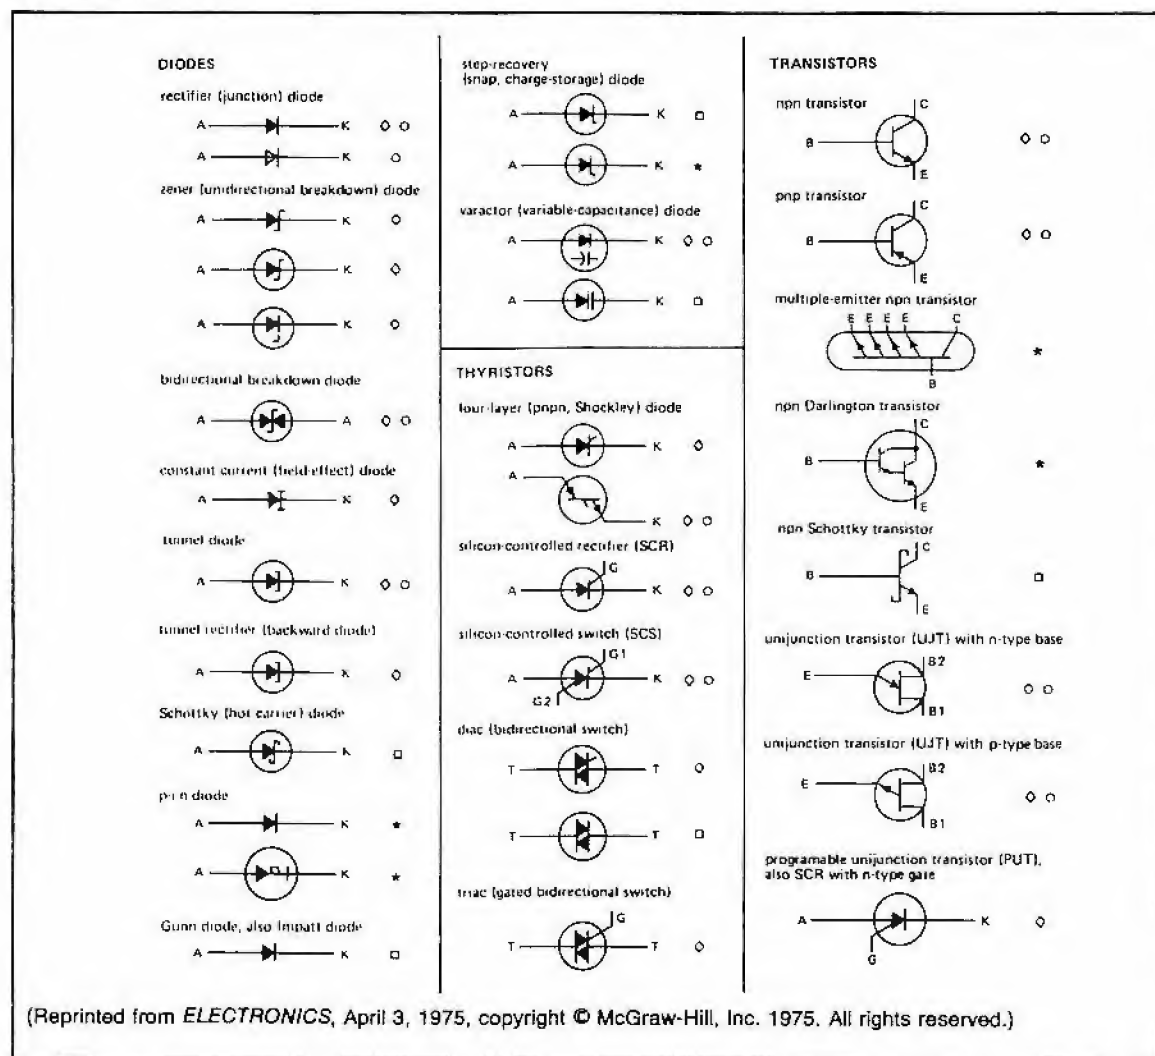 DIODES
rectifier (junction) diode
A K
A K
zener (unidirectional breakdown) diode
A K
A K
A K
bidirectional breakdown diode
A A
constant current (field-effect) diode
A K
tunnel diode
A K
tunnel rectifier (backward diode)
A K
Schottky (hot carrier) diode
A K
p-i-n diode
A K
A K
Gunn diode, also Impatt diode
A K
step-recovery
(snap, charge-storage) diode
A K
A K
varactor (variable-capacitance) diode
A K
A K
THYRISTORS
four-layer (pnpn, Shockley) diode
A K
A
K
silicon-controlled rectifier (SCR)
G
A K
silicon-controlled switch (SCS)
G1
A K
G2
diac (bidirectional switch)
T T
T T
triac (gated bidirectional switch)
G
T T
TRANSISTORS
npn transistor
C
B
E
pnp transistor
C
B
E
multiple-emitter npn transistor
E E E E C
B
npn Darlington transistor
C
B
E
npn Schottky transistor
C
B
E
unijunction transistor (UJT) with n-type base
B2
E
B1
unijunction transistor (UJT) with p-type base
B2
E
B1
programable unijunction transistor (PUT),
also SCR with n-type gate
A K
G
(Reprinted from ELECTRONICS, April 3, 1975, copyright © McGraw-Hill, Inc. 1975. All rights reserved.)